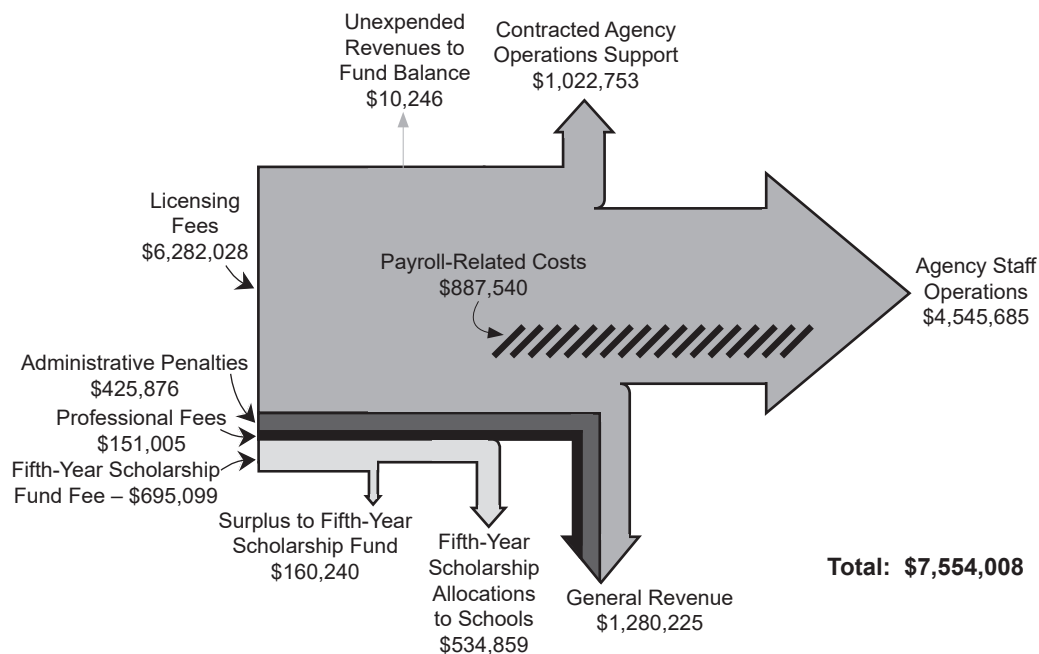 Unexpended
Revenues to
Fund Balance
$10,246
Contracted Agency
Operations Support
$1,022,753
Licensing
Fees
$6,282,028
Payroll-Related Costs
$887,540
Agency Staff
Operations
$4,545,685
Administrative Penalties
$425,876
Professional Fees
$151,005
Fifth-Year Scholarship
Fund Fee – $695,099
Surplus to Fifth-Year
Scholarship Fund
$160,240
Fifth-Year
Scholarship
Allocations
to Schools
$534,859
General Revenue
$1,280,225
Total: $7,554,008